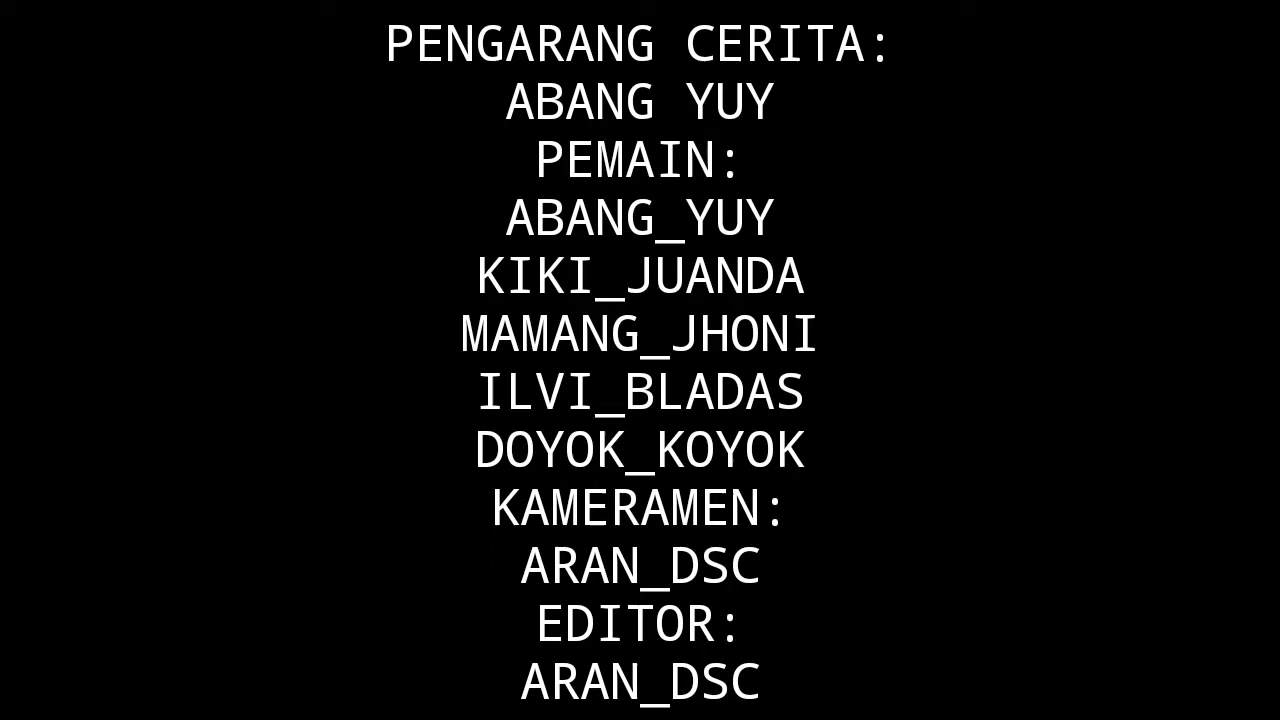 PENGARANG CERITA:
ABANG YUY
PEMAIN:
ABANG_YUY
KIKI_JUANDA
MAMANG_JHONI
ILVI_BLADAS
DOYOK_KOYOK
KAMERAMEN:
ARAN_DSC
EDITOR:
ARAN_DSC